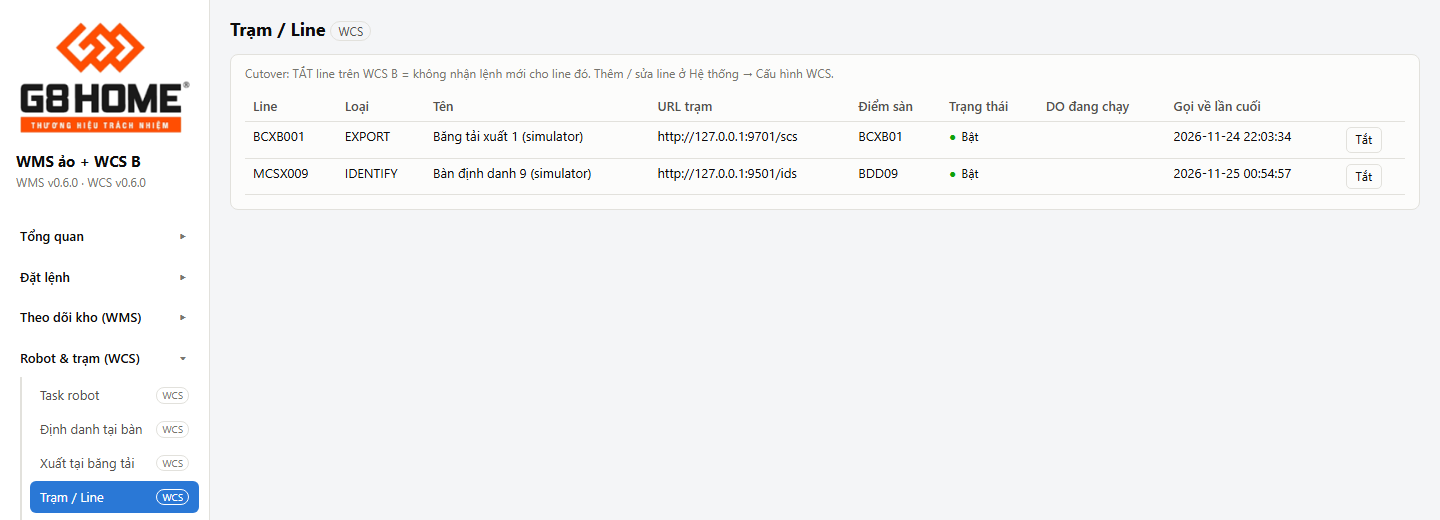 G8 HOME®
THƯƠNG HIỆU TRÁCH NHIỆM
WMS ảo + WCS B
WMS v0.6.0 · WCS v0.6.0
Tổng quan
Đặt lệnh
Theo dõi kho (WMS)
Robot & trạm (WCS)
Task robot WCS
Định danh tại bàn WCS
Xuất tại băng tải WCS
Trạm / Line WCS
Trạm / Line WCS
Cutover: TẮT line trên WCS B = không nhận lệnh mới cho line đó. Thêm / sửa line ở Hệ thống → Cấu hình WCS.
Line Loại Tên URL trạm Điểm sàn Trạng thái DO đang chạy Gọi về lần cuối
BCXB001 EXPORT Băng tải xuất 1 (simulator) http://127.0.0.1:9701/scs BCXB01 ● Bật 2026-11-24 22:03:34 Tắt
MCSX009 IDENTIFY Bàn định danh 9 (simulator) http://127.0.0.1:9501/ids BDD09 ● Bật 2026-11-25 00:54:57 Tắt